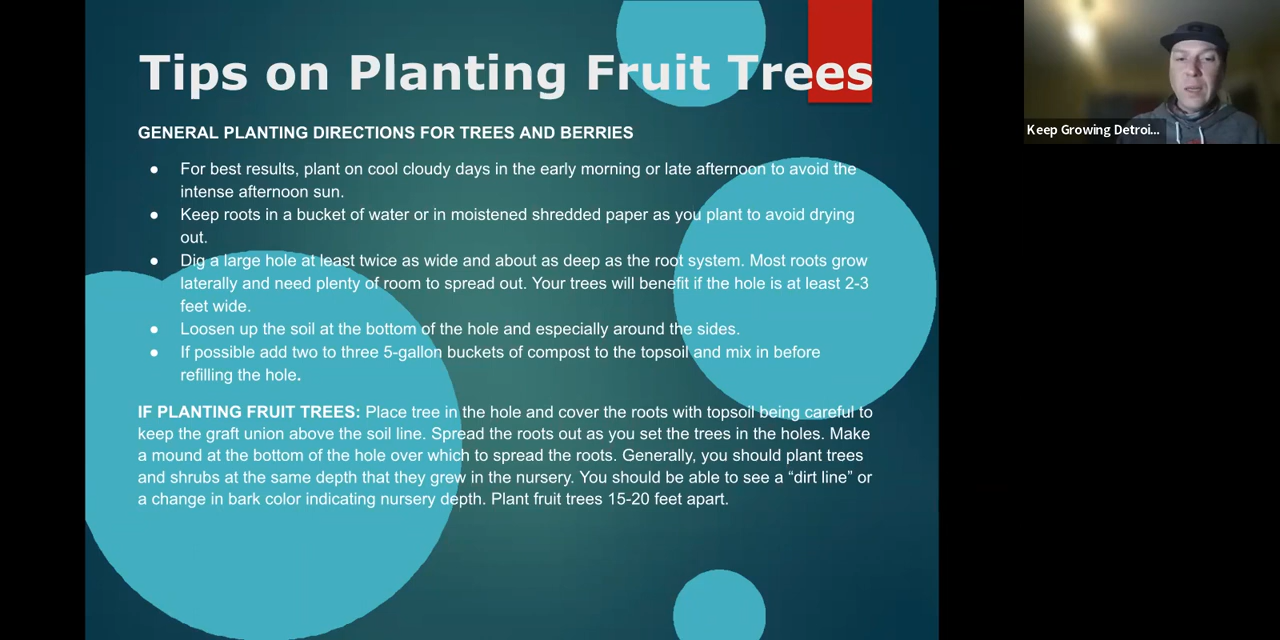 Tips on Planting Fruit Trees
GENERAL PLANTING DIRECTIONS FOR TREES AND BERRIES
● For best results, plant on cool cloudy days in the early morning or late afternoon to avoid the
intense afternoon sun.
● Keep roots in a bucket of water or in moistened shredded paper as you plant to avoid drying
out.
● Dig a large hole at least twice as wide and about as deep as the root system. Most roots grow
laterally and need plenty of room to spread out. Your trees will benefit if the hole is at least 2-3
feet wide.
● Loosen up the soil at the bottom of the hole and especially around the sides.
● If possible add two to three 5-gallon buckets of compost to the topsoil and mix in before
refilling the hole.
IF PLANTING FRUIT TREES: Place tree in the hole and cover the roots with topsoil being careful to
keep the graft union above the soil line. Spread the roots out as you set the trees in the holes. Make
a mound at the bottom of the hole over which to spread the roots. Generally, you should plant trees
and shrubs at the same depth that they grew in the nursery. You should be able to see a “dirt line” or
a change in bark color indicating nursery depth. Plant fruit trees 15-20 feet apart.
Keep Growing Detroi...